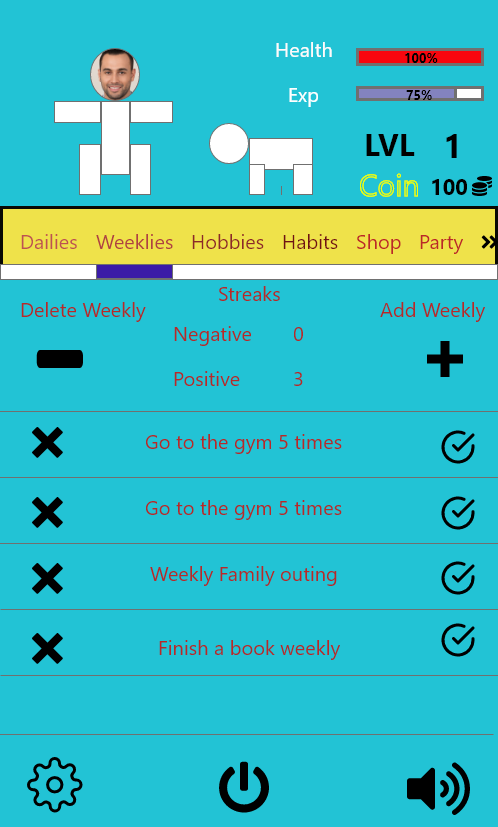 Health 100%
Exp 75%
LVL 1
Coin 100
Dailies Weeklies Hobbies Habits Shop Party »
Streaks
Delete Weekly Add Weekly
Negative 0
Positive 3
Go to the gym 5 times
Go to the gym 5 times
Weekly Family outing
Finish a book weekly